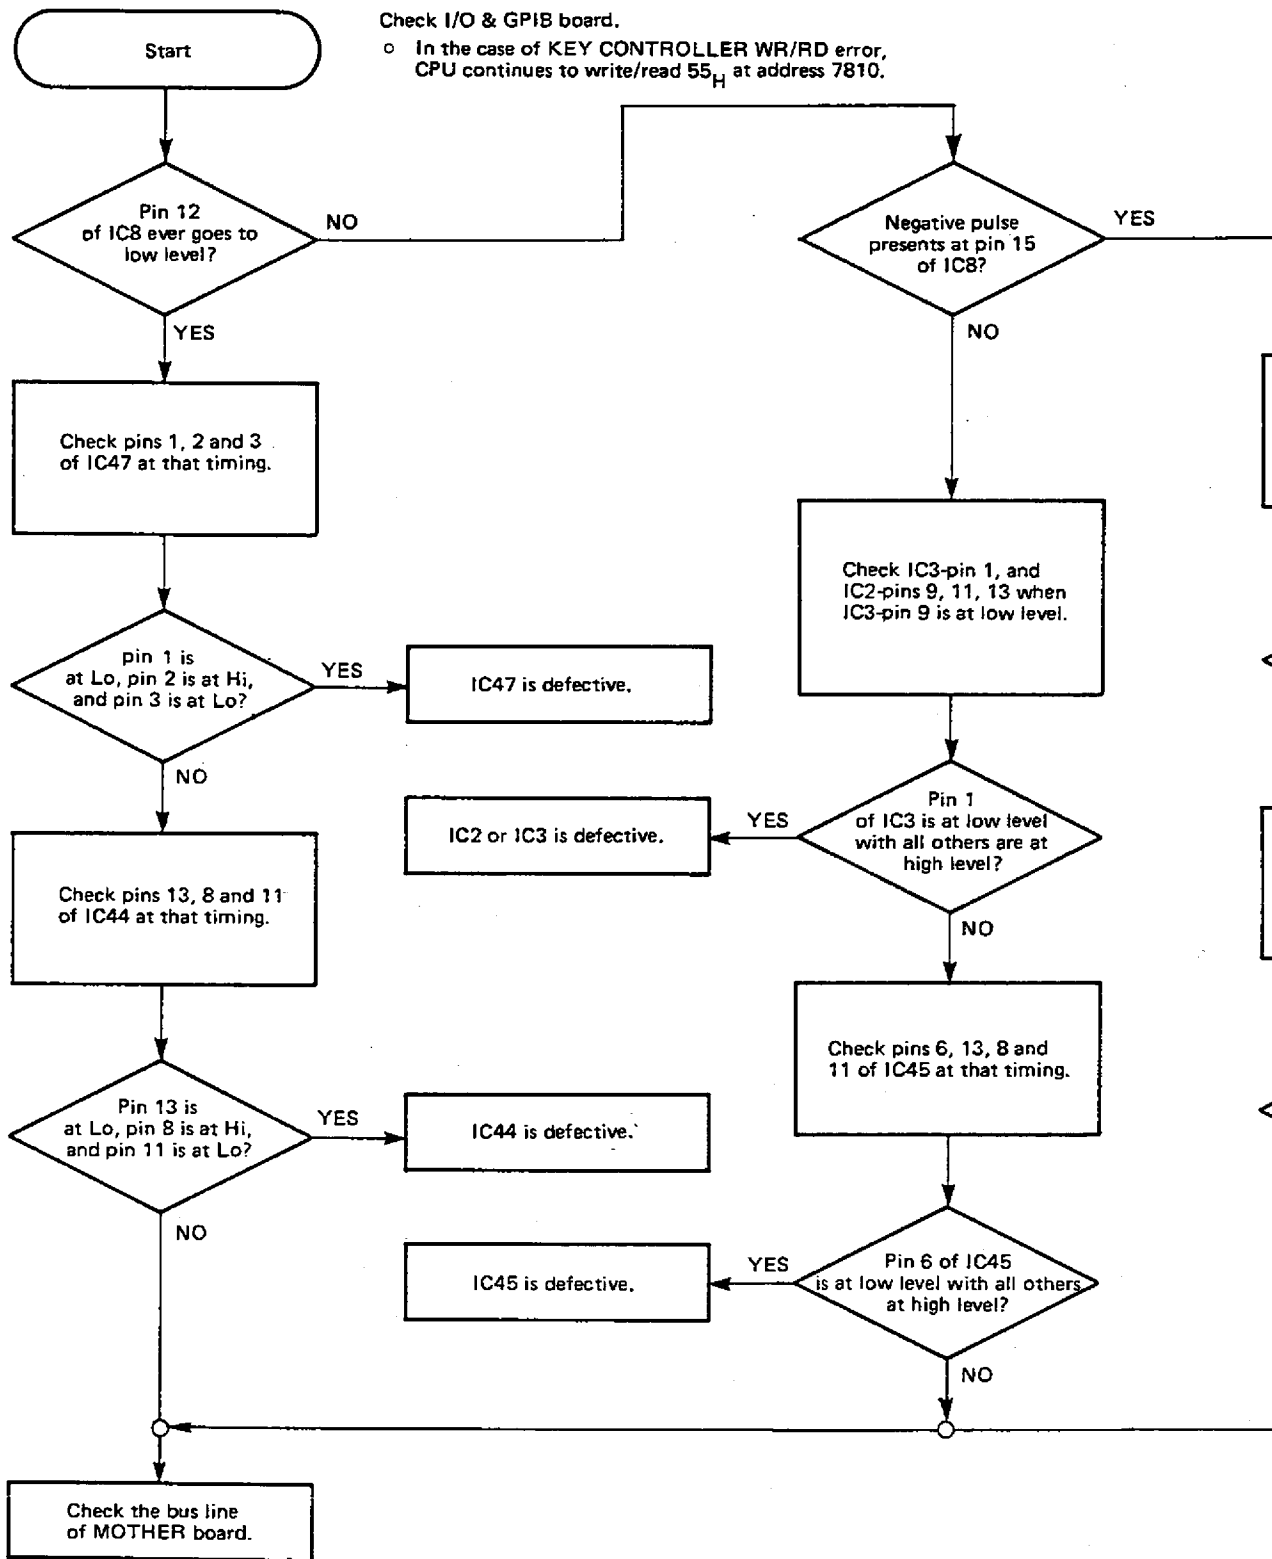 Check I/O & GPIB board.
o In the case of KEY CONTROLLER WR/RD error,
CPU continues to write/read 55H at address 7810.
Start
Pin 12
of IC8 ever goes to
low level?
NO
YES
Check pins 1, 2 and 3
of IC47 at that timing.
pin 1 is
at Lo, pin 2 is at Hi,
and pin 3 is at Lo?
YES
IC47 is defective.
NO
Check pins 13, 8 and 11
of IC44 at that timing.
Pin 13 is
at Lo, pin 8 is at Hi,
and pin 11 is at Lo?
YES
IC44 is defective.
NO
Negative pulse
presents at pin 15
of IC8?
YES
NO
Check IC3-pin 1, and
IC2-pins 9, 11, 13 when
IC3-pin 9 is at low level.
Pin 1
of IC3 is at low level
with all others are at
high level?
YES
IC2 or IC3 is defective.
NO
Check pins 6, 13, 8 and
11 of IC45 at that timing.
Pin 6 of IC45
is at low level with all others
at high level?
YES
IC45 is defective.
NO
Check the bus line
of MOTHER board.